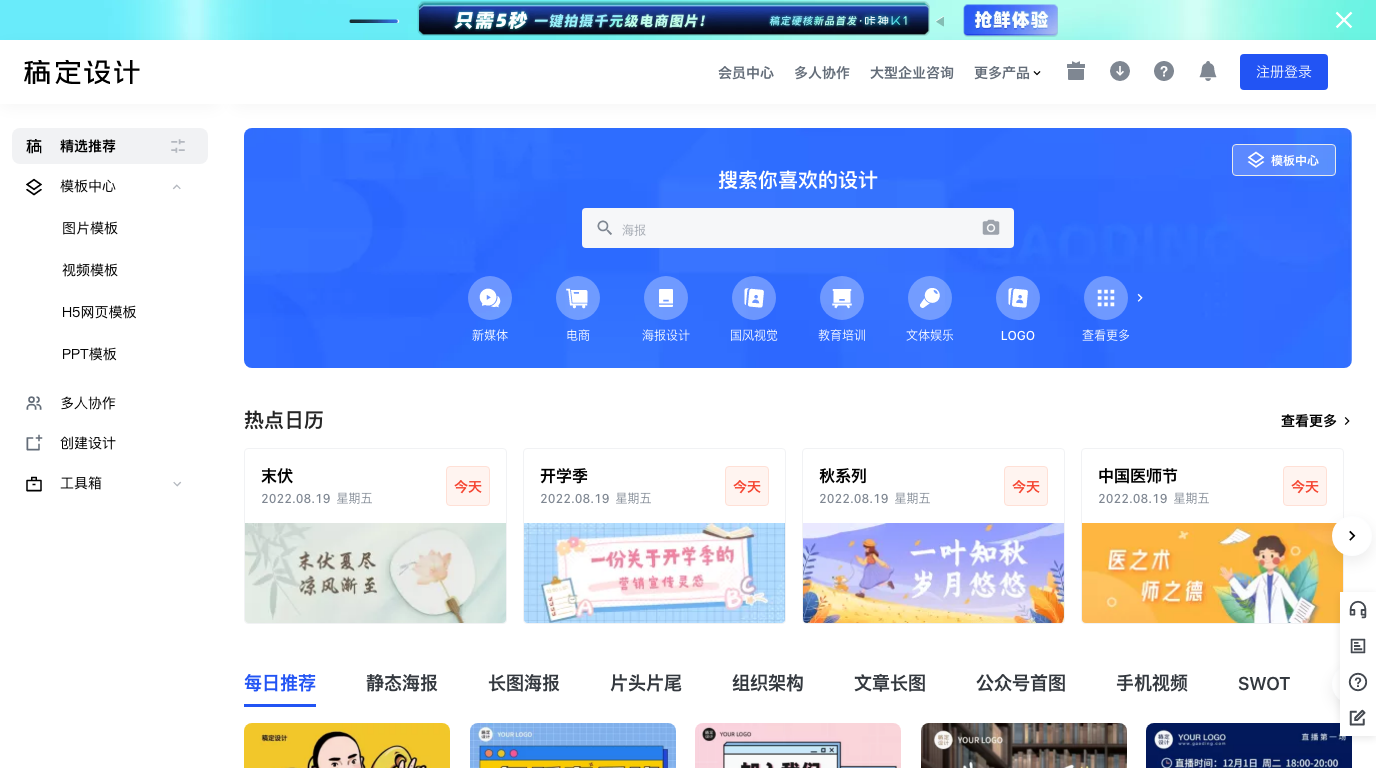 只需5秒 一键拍摄千元级电商图片! 稿定硬核新品首发·咔神K1 抢鲜体验
稿定设计
会员中心 多人协作 大型企业咨询 更多产品 注册登录
稿 精选推荐
模板中心
图片模板
视频模板
H5网页模板
PPT模板
多人协作
创建设计
工具箱
模板中心
搜索你喜欢的设计
海报
新媒体 电商 海报设计 国风视觉 教育培训 文体娱乐 LOGO 查看更多
热点日历 查看更多
末伏
2022.08.19 星期五
今天
末伏夏尽
凉风渐至
开学季
2022.08.19 星期五
今天
一份关于开学季的
营销宣传灵感
秋系列
2022.08.19 星期五
今天
一叶知秋
岁月悠悠
中国医师节
2022.08.19 星期五
今天
医之术
师之德
每日推荐 静态海报 长图海报 片头片尾 组织架构 文章长图 公众号首图 手机视频 SWOT
稿定设计
YOUR LOGO
YOUR LOGO
加入我们
YOUR LOGO
稿定设计 YOUR LOGO
www.gaoding.com
直播第一场
直播时间：12月1日 周二 18:00-20:00